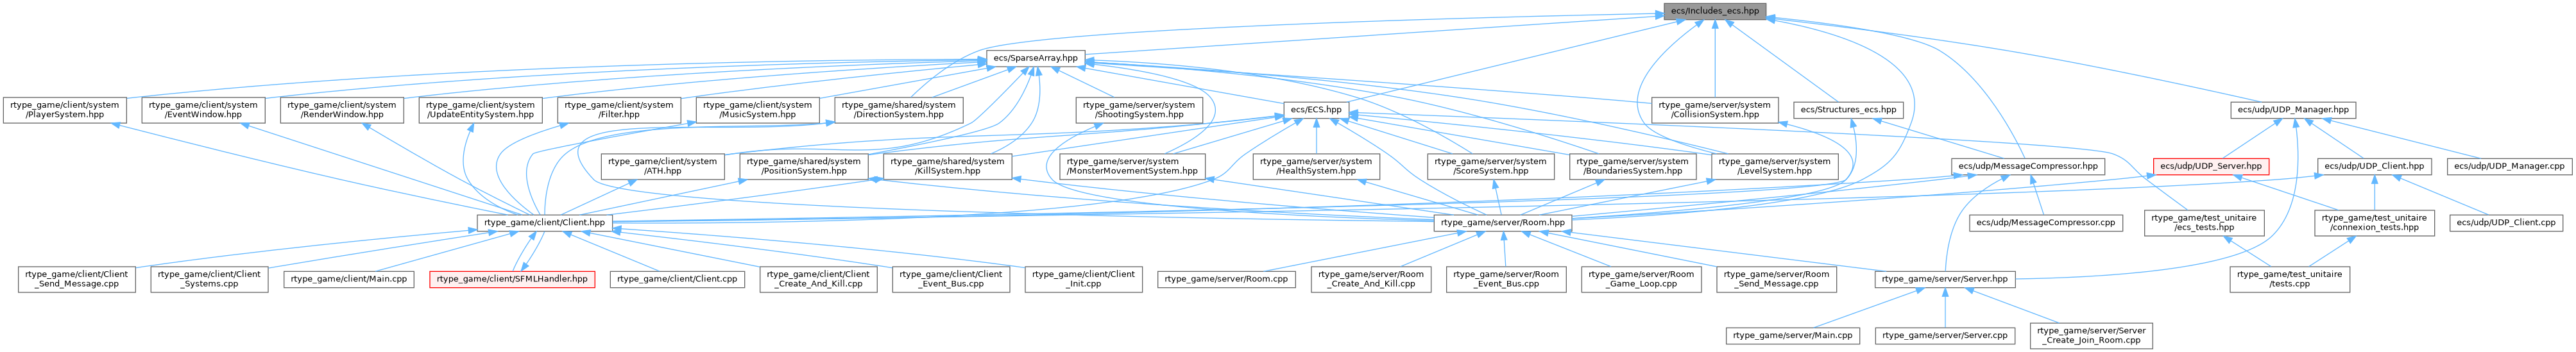 ecs/Includes_ecs.hpp
ecs/SparseArray.hpp
rtype_game/client/system
/PlayerSystem.hpp
rtype_game/client/system
/EventWindow.hpp
rtype_game/client/system
/RenderWindow.hpp
rtype_game/client/system
/UpdateEntitySystem.hpp
rtype_game/client/system
/Filter.hpp
rtype_game/client/system
/MusicSystem.hpp
rtype_game/shared/system
/DirectionSystem.hpp
rtype_game/server/system
/ShootingSystem.hpp
ecs/ECS.hpp
rtype_game/server/system
/CollisionSystem.hpp
ecs/Structures_ecs.hpp
ecs/udp/UDP_Manager.hpp
rtype_game/client/system
/ATH.hpp
rtype_game/shared/system
/PositionSystem.hpp
rtype_game/shared/system
/KillSystem.hpp
rtype_game/server/system
/MonsterMovementSystem.hpp
rtype_game/server/system
/HealthSystem.hpp
rtype_game/server/system
/ScoreSystem.hpp
rtype_game/server/system
/BoundariesSystem.hpp
rtype_game/server/system
/LevelSystem.hpp
ecs/udp/MessageCompressor.hpp
ecs/udp/UDP_Server.hpp
ecs/udp/UDP_Client.hpp
ecs/udp/UDP_Manager.cpp
rtype_game/client/Client.hpp
rtype_game/server/Room.hpp
ecs/udp/MessageCompressor.cpp
rtype_game/test_unitaire
/ecs_tests.hpp
rtype_game/test_unitaire
/connexion_tests.hpp
ecs/udp/UDP_Client.cpp
rtype_game/client/Client
_Send_Message.cpp
rtype_game/client/Client
_Systems.cpp
rtype_game/client/Main.cpp
rtype_game/client/SFMLHandler.hpp
rtype_game/client/Client.cpp
rtype_game/client/Client
_Create_And_Kill.cpp
rtype_game/client/Client
_Event_Bus.cpp
rtype_game/client/Client
_Init.cpp
rtype_game/server/Room.cpp
rtype_game/server/Room
_Create_And_Kill.cpp
rtype_game/server/Room
_Event_Bus.cpp
rtype_game/server/Room
_Game_Loop.cpp
rtype_game/server/Room
_Send_Message.cpp
rtype_game/server/Server.hpp
rtype_game/test_unitaire
/tests.cpp
rtype_game/server/Main.cpp
rtype_game/server/Server.cpp
rtype_game/server/Server
_Create_Join_Room.cpp